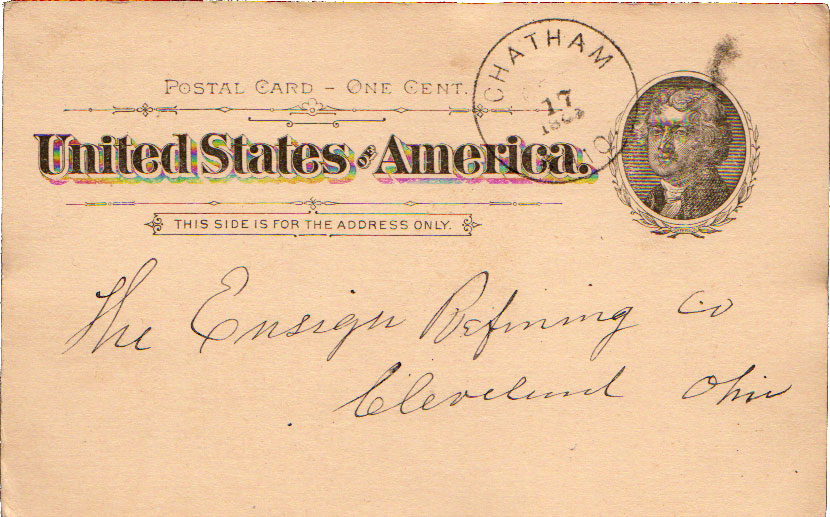 POSTAL CARD – ONE CENT.
United States of America.
THIS SIDE IS FOR THE ADDRESS ONLY.
CHATHAM
17
The Ensign Refining Co
Cleveland Ohio